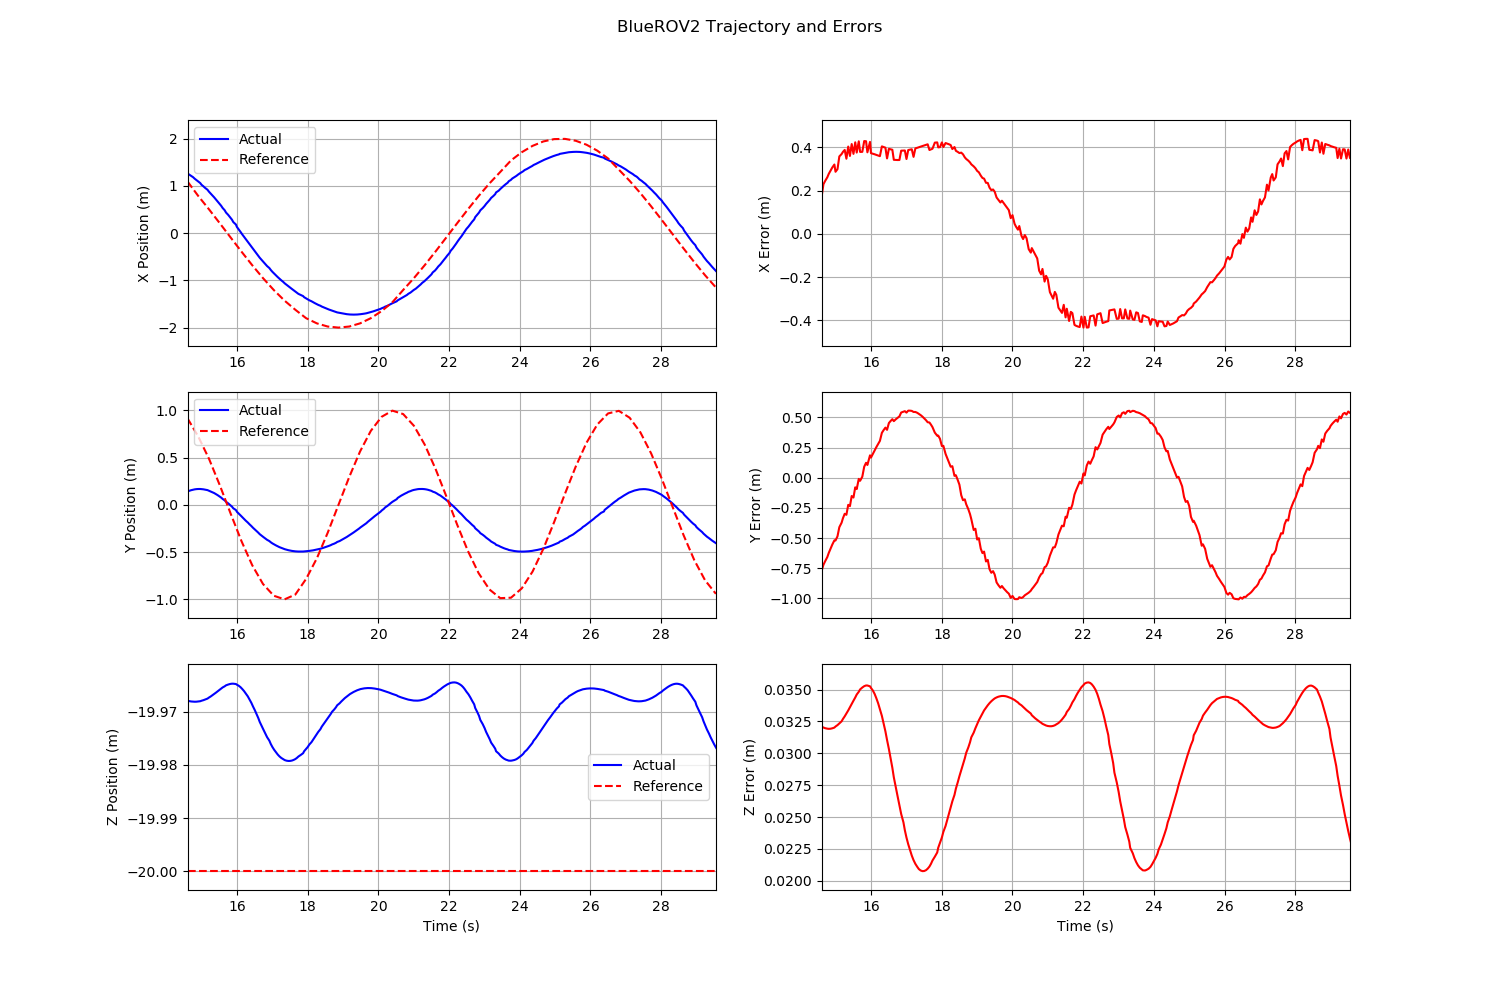 BlueROV2 Trajectory and Errors
X Position (m)
2
1
0
−1
−2
Actual
Reference
16 18 20 22 24 26 28
X Error (m)
0.4
0.2
0.0
−0.2
−0.4
16 18 20 22 24 26 28
Y Position (m)
1.0
0.5
0.0
−0.5
−1.0
Actual
Reference
16 18 20 22 24 26 28
Y Error (m)
0.50
0.25
0.00
−0.25
−0.50
−0.75
−1.00
16 18 20 22 24 26 28
Z Position (m)
−19.97
−19.98
−19.99
−20.00
Actual
Reference
16 18 20 22 24 26 28
Time (s)
Z Error (m)
0.0350
0.0325
0.0300
0.0275
0.0250
0.0225
0.0200
16 18 20 22 24 26 28
Time (s)